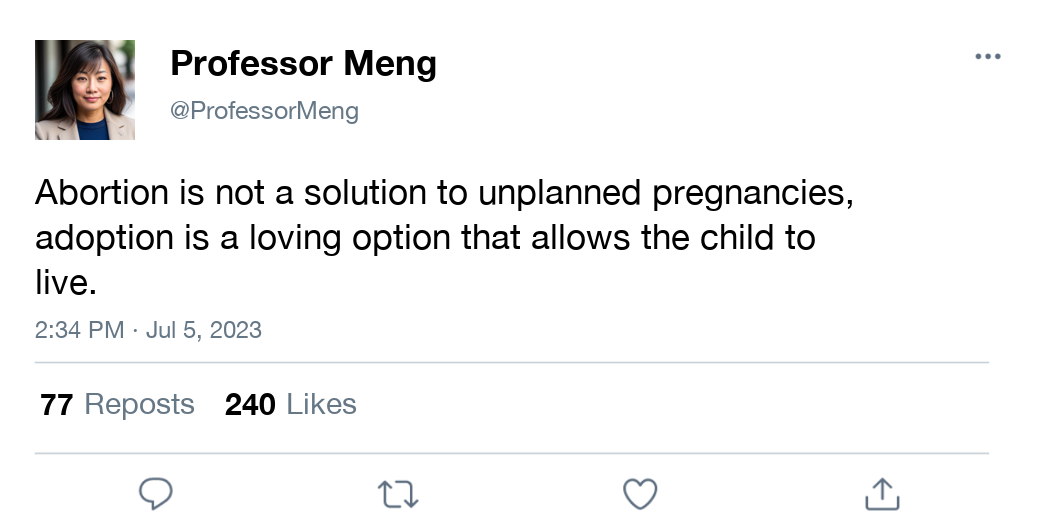 Professor Meng
@ProfessorMeng
Abortion is not a solution to unplanned pregnancies,
adoption is a loving option that allows the child to
live.
2:34 PM · Jul 5, 2023
77 Reposts 240 Likes